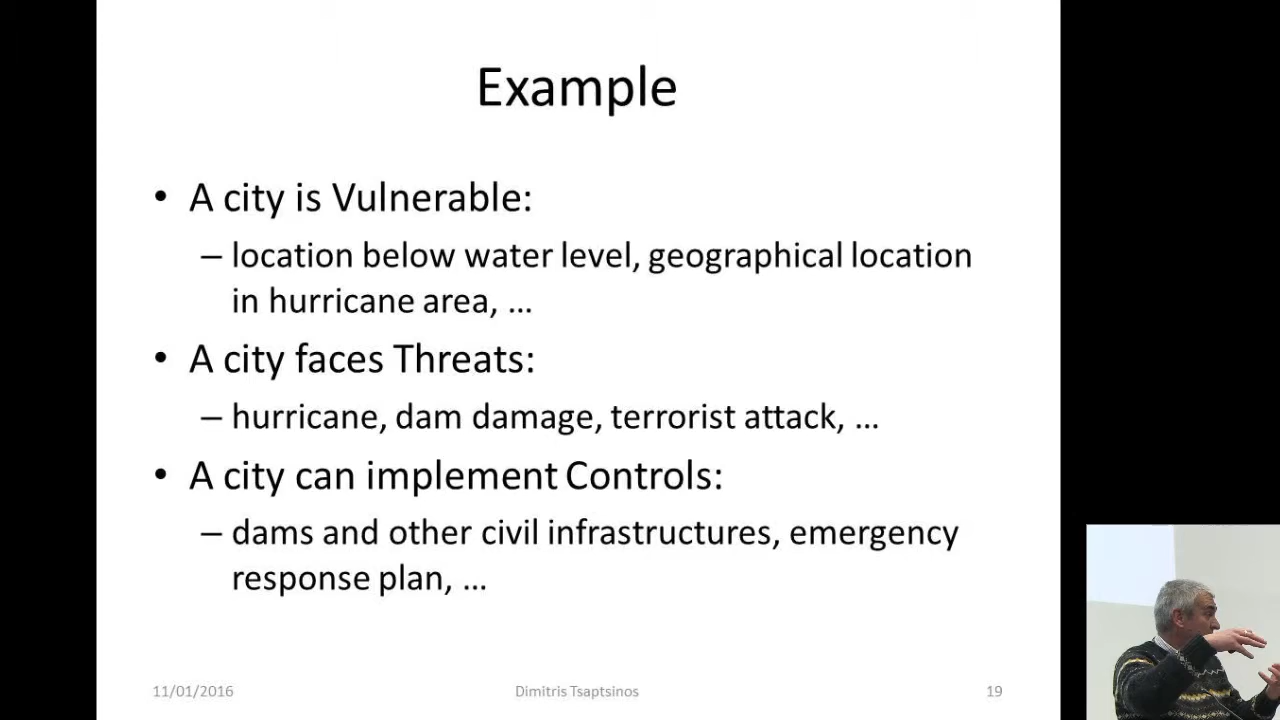 Example
• A city is Vulnerable:
– location below water level, geographical location
in hurricane area, …
• A city faces Threats:
– hurricane, dam damage, terrorist attack, …
• A city can implement Controls:
– dams and other civil infrastructures, emergency
response plan, …
11/01/2016 Dimitris Tsaptsinos 19